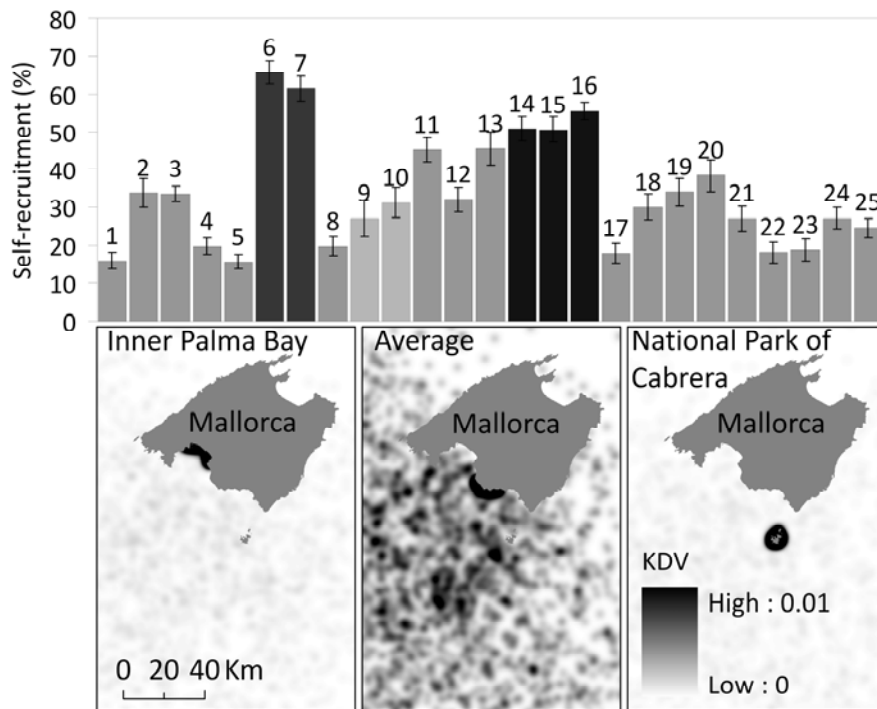 Self-recruitment (%)
80
70
60
50
40
30
20
10
0
1
2
3
4
5
6
7
8
9
10
11
12
13
14
15
16
17
18
19
20
21
22
23
24
25
Inner Palma Bay
Mallorca
0 20 40 Km
Average
Mallorca
National Park of
Cabrera
Mallorca
KDV
High : 0.01
Low : 0